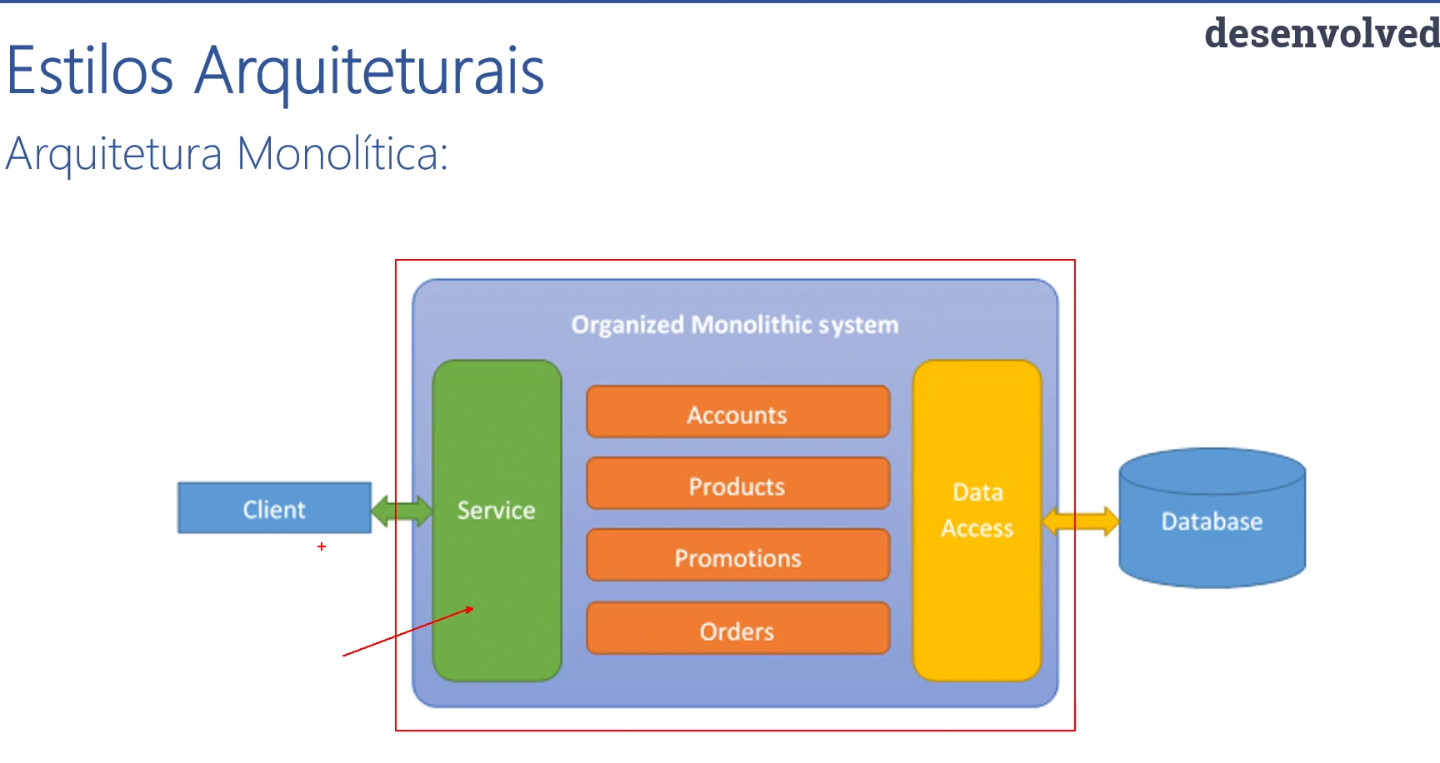 desenvolved
Estilos Arquiteturais
Arquitetura Monolítica:
Organized Monolithic system
Accounts
Products
Promotions
Orders
Client
Service
Data
Access
Database